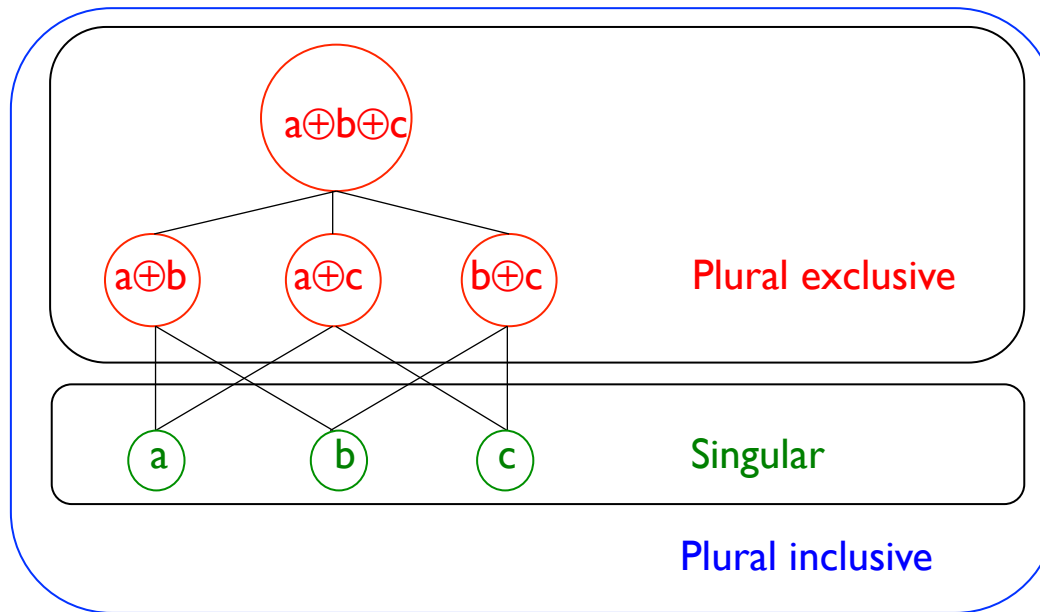 a⊕b⊕c
a⊕b a⊕c b⊕c Plural exclusive
a b c Singular
Plural inclusive